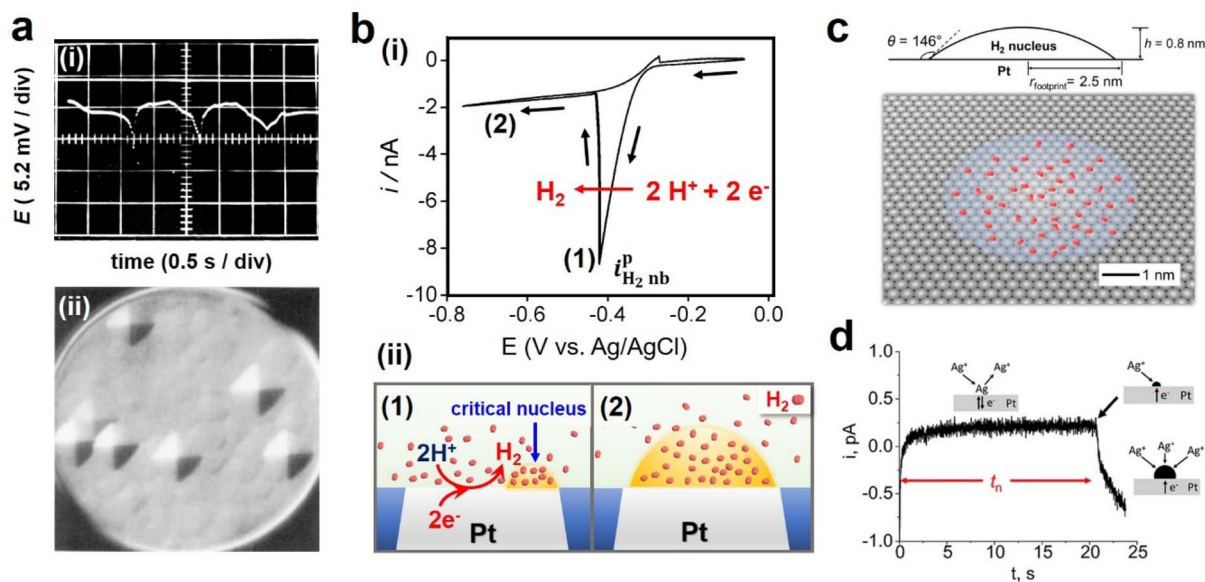 a
(i)
E ( 5.2 mV / div)
time (0.5 s / div)
(ii)
b
(i)
0
-2
-4
-6
-8
-10
i / nA
(2)
H₂
2 H⁺ + 2 e⁻
(1)
iᵖH₂ nb
-0.8
-0.6
-0.4
-0.2
0.0
E (V vs. Ag/AgCl)
(ii)
(1)
critical nucleus
2H⁺
H₂
2e⁻
Pt
(2)
H₂
Pt
c
θ = 146°
H₂ nucleus
h = 0.8 nm
Pt
r_footprint = 2.5 nm
1 nm
d
1.0
0.5
0.0
-0.5
-1.0
i, pA
Ag⁺
Ag⁺
Ag
e⁻
Pt
Ag⁺
e⁻
Pt
Ag⁺
Ag⁺
Ag⁺
e⁻
Pt
tₙ
0
5
10
15
20
25
t, s